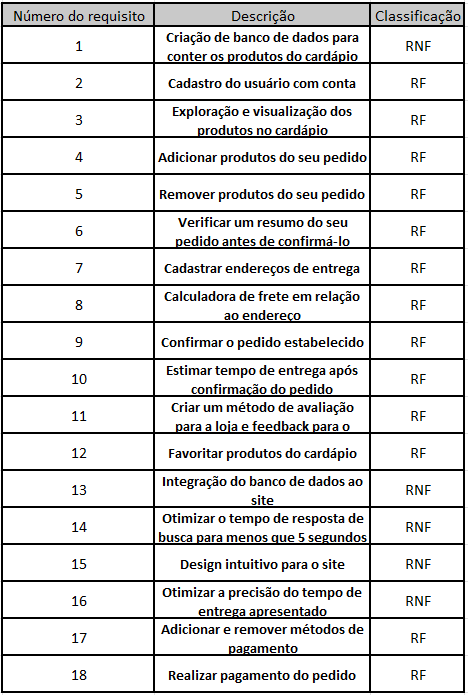 Número do requisito Descrição Classificação
1 Criação de banco de dados para conter os produtos do cardápio RNF
2 Cadastro do usuário com conta RF
3 Exploração e visualização dos produtos no cardápio RF
4 Adicionar produtos do seu pedido RF
5 Remover produtos do seu pedido RF
6 Verificar um resumo do seu pedido antes de confirmá-lo RF
7 Cadastrar endereços de entrega RF
8 Calculadora de frete em relação ao endereço RF
9 Confirmar o pedido estabelecido RF
10 Estimar tempo de entrega após confirmação do pedido RF
11 Criar um método de avaliação para a loja e feedback para o RF
12 Favoritar produtos do cardápio RF
13 Integração do banco de dados ao site RNF
14 Otimizar o tempo de resposta de busca para menos que 5 segundos RNF
15 Design intuitivo para o site RNF
16 Otimizar a precisão do tempo de entrega apresentado RNF
17 Adicionar e remover métodos de pagamento RF
18 Realizar pagamento do pedido RF